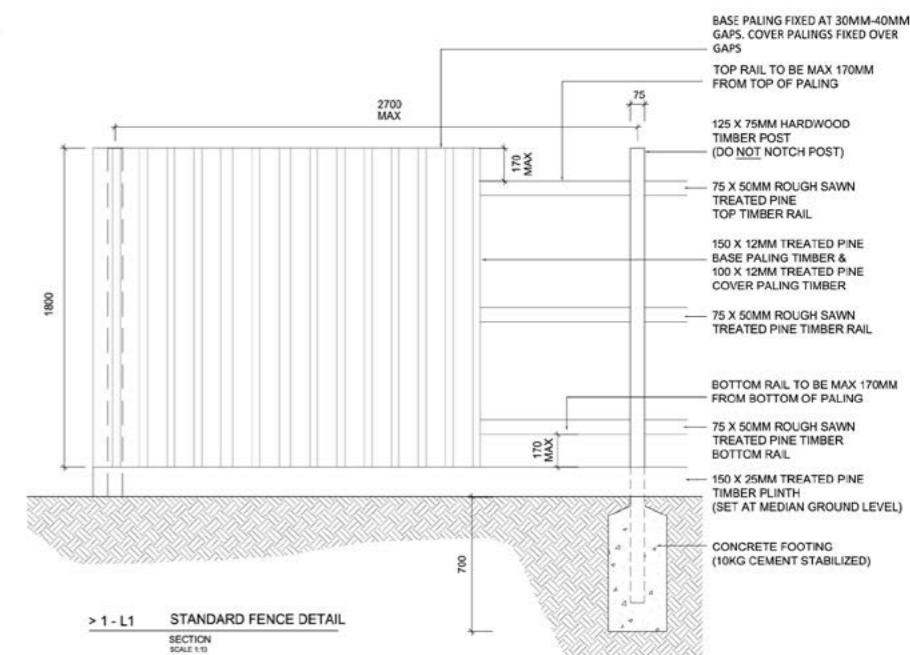 BASE PALING FIXED AT 30MM-40MM
GAPS. COVER PALINGS FIXED OVER
GAPS
TOP RAIL TO BE MAX 170MM
FROM TOP OF PALING
75
2700
MAX
125 X 75MM HARDWOOD
TIMBER POST
(DO NOT NOTCH POST)
170
MAX
75 X 50MM ROUGH SAWN
TREATED PINE
TOP TIMBER RAIL
150 X 12MM TREATED PINE
BASE PALING TIMBER &
100 X 12MM TREATED PINE
COVER PALING TIMBER
1800
75 X 50MM ROUGH SAWN
TREATED PINE TIMBER RAIL
BOTTOM RAIL TO BE MAX 170MM
FROM BOTTOM OF PALING
75 X 50MM ROUGH SAWN
TREATED PINE TIMBER
BOTTOM RAIL
170
MAX
150 X 25MM TREATED PINE
TIMBER PLINTH
(SET AT MEDIAN GROUND LEVEL)
700
CONCRETE FOOTING
(10KG CEMENT STABILIZED)
> 1 - L1 STANDARD FENCE DETAIL
SECTION
SCALE 1:10